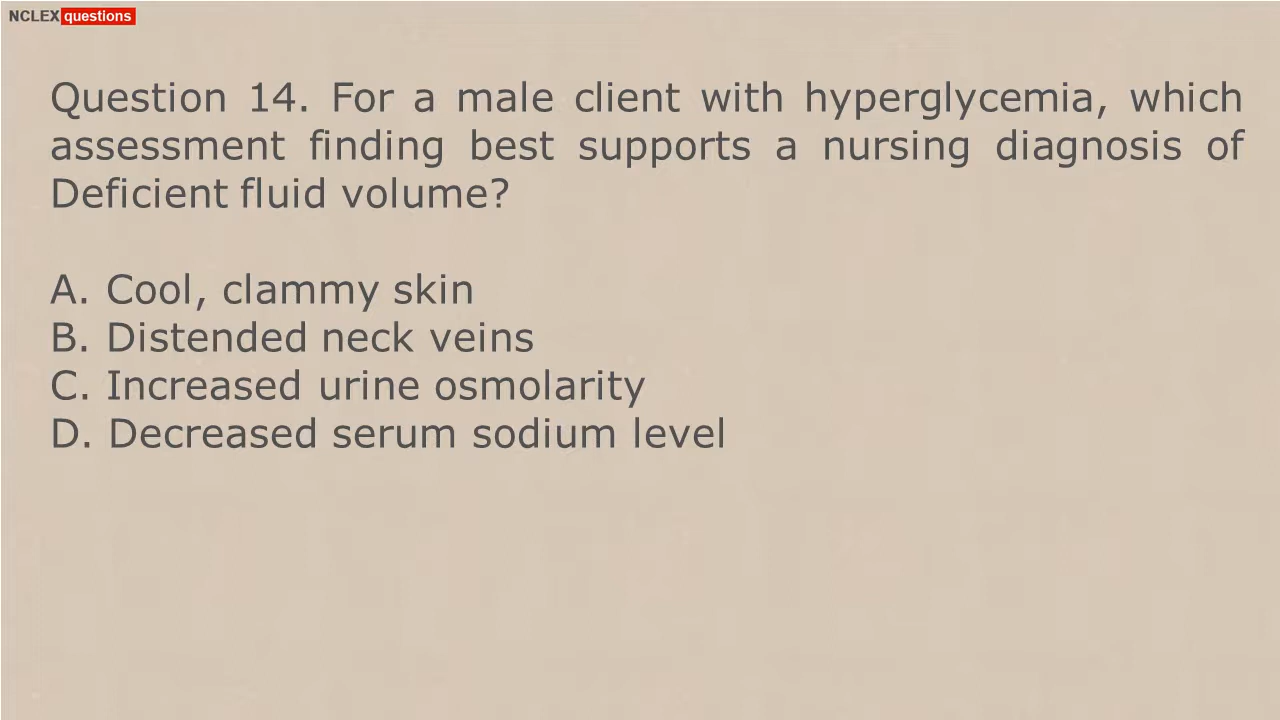 NCLEX questions
Question 14. For a male client with hyperglycemia, which
assessment finding best supports a nursing diagnosis of
Deficient fluid volume?
A. Cool, clammy skin
B. Distended neck veins
C. Increased urine osmolarity
D. Decreased serum sodium level